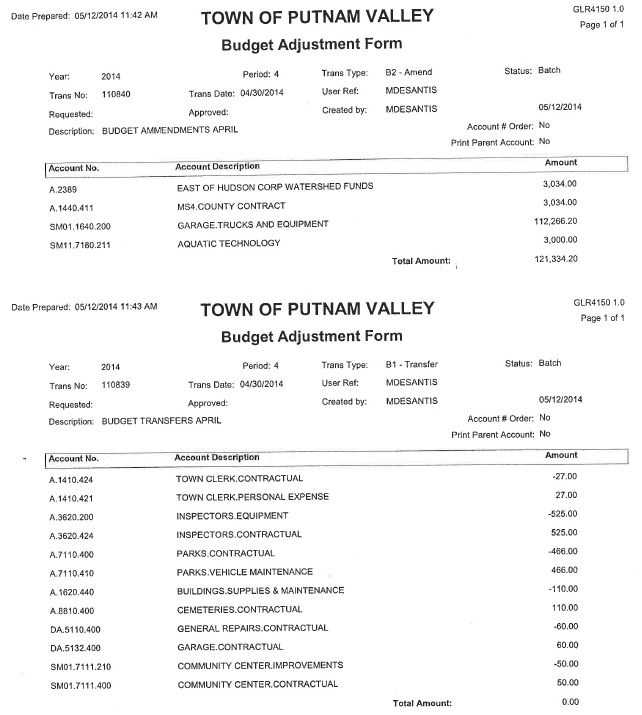 Date Prepared: 05/12/2014 11:42 AM TOWN OF PUTNAM VALLEY GLR4150 1.0
Page 1 of 1
Budget Adjustment Form
Year: 2014 Period: 4 Trans Type: B2 - Amend Status: Batch
Trans No: 110840 Trans Date: 04/30/2014 User Ref: MDESANTIS
Requested: Approved: Created by: MDESANTIS 05/12/2014
Description: BUDGET AMMENDMENTS APRIL Account # Order: No
Print Parent Account: No
Account No. Account Description Amount
A.2389 EAST OF HUDSON CORP WATERSHED FUNDS 3,034.00
A.1440.411 MS4.COUNTY CONTRACT 3,034.00
SM01.1640.200 GARAGE.TRUCKS AND EQUIPMENT 112,266.20
SM11.7180.211 AQUATIC TECHNOLOGY 3,000.00
Total Amount: 121,334.20
Date Prepared: 05/12/2014 11:43 AM TOWN OF PUTNAM VALLEY GLR4150 1.0
Page 1 of 1
Budget Adjustment Form
Year: 2014 Period: 4 Trans Type: B1 - Transfer Status: Batch
Trans No: 110839 Trans Date: 04/30/2014 User Ref: MDESANTIS
Requested: Approved: Created by: MDESANTIS 05/12/2014
Description: BUDGET TRANSFERS APRIL Account # Order: No
Print Parent Account: No
Account No. Account Description Amount
A.1410.424 TOWN CLERK.CONTRACTUAL -27.00
A.1410.421 TOWN CLERK.PERSONAL EXPENSE 27.00
A.3620.200 INSPECTORS.EQUIPMENT -525.00
A.3620.424 INSPECTORS.CONTRACTUAL 525.00
A.7110.400 PARKS.CONTRACTUAL -466.00
A.7110.410 PARKS.VEHICLE MAINTENANCE 466.00
A.1620.440 BUILDINGS.SUPPLIES & MAINTENANCE -110.00
A.8810.400 CEMETERIES.CONTRACTUAL 110.00
DA.5110.400 GENERAL REPAIRS.CONTRACTUAL -60.00
DA.5132.400 GARAGE.CONTRACTUAL 60.00
SM01.7111.210 COMMUNITY CENTER.IMPROVEMENTS -50.00
SM01.7111.400 COMMUNITY CENTER.CONTRACTUAL 50.00
Total Amount: 0.00